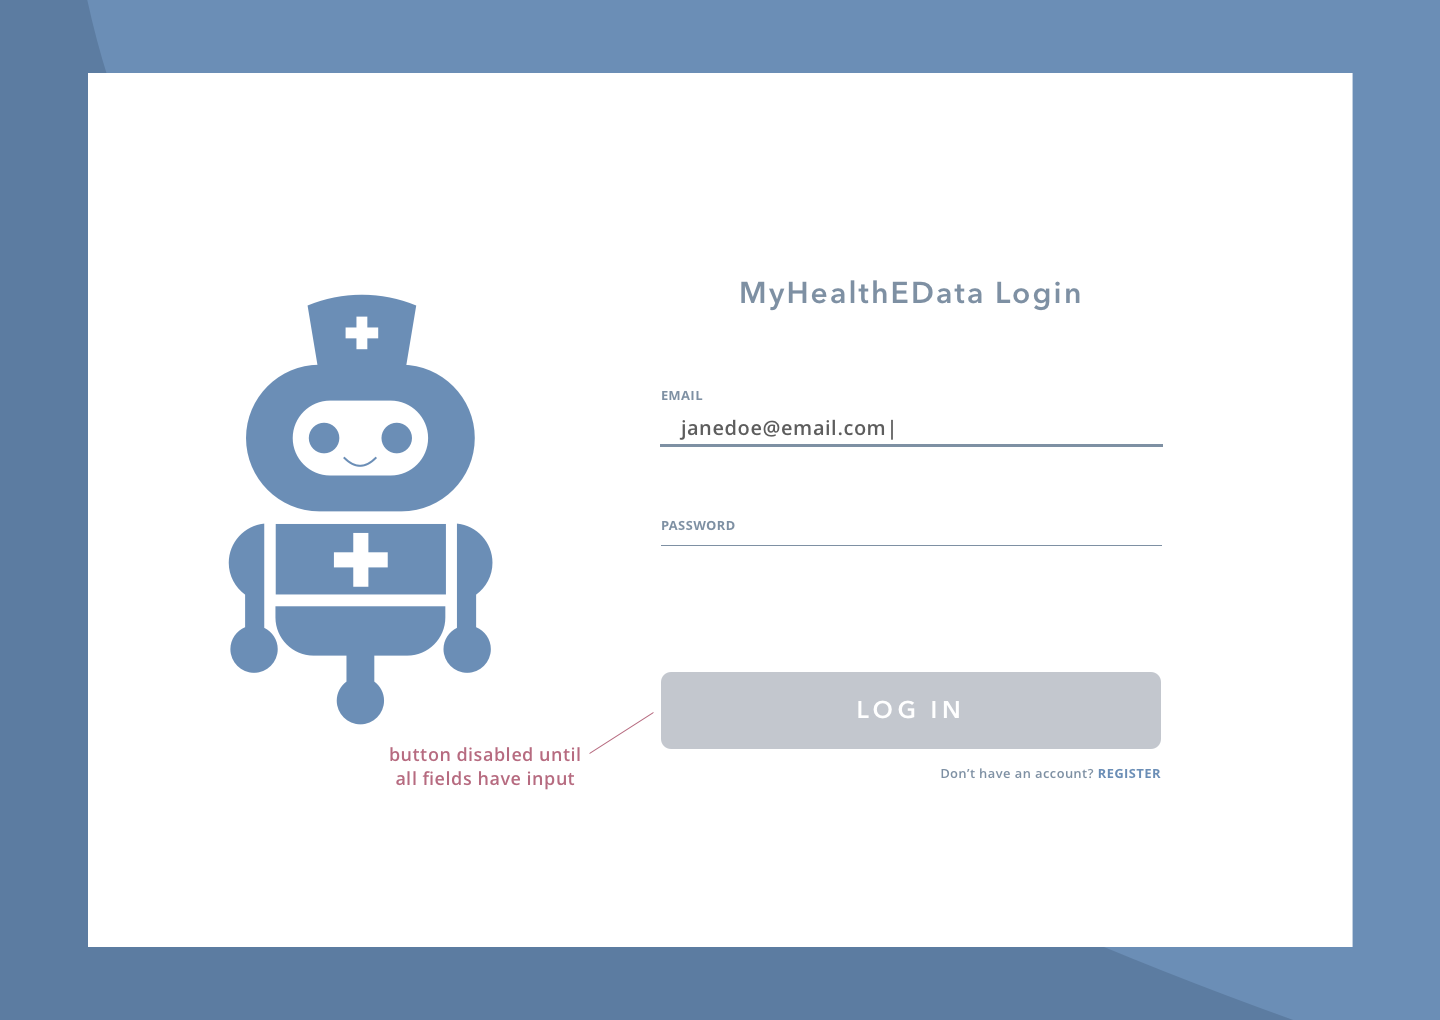 MyHealthEData Login
EMAIL
janedoe@email.com|
PASSWORD
LOG IN
button disabled until
all fields have input
Don’t have an account? REGISTER